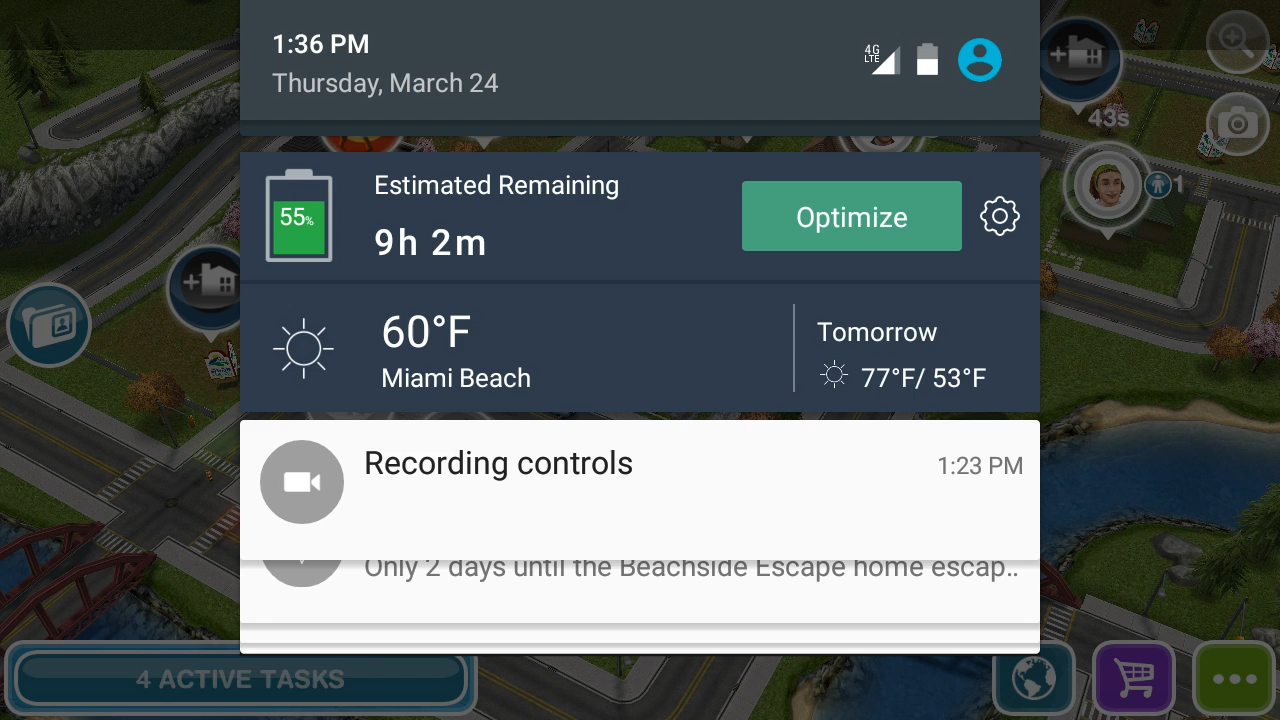 1:36 PM
Thursday, March 24
4G
LTE
43s
1
55%
Estimated Remaining
9h 2m
Optimize
60°F
Miami Beach
Tomorrow
77°F/ 53°F
Recording controls
1:23 PM
Only 2 days until the Beachside Escape home escap..
4 ACTIVE TASKS